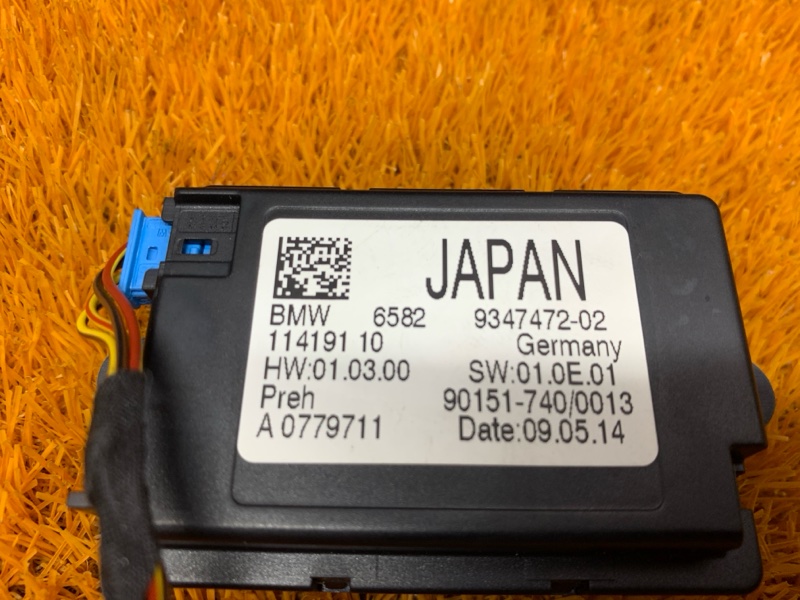 JAPAN
BMW 6582 9347472-02
114191 10 Germany
HW:01.03.00 SW:01.0E.01
Preh 90151-740/0013
A 0779711 Date:09.05.14